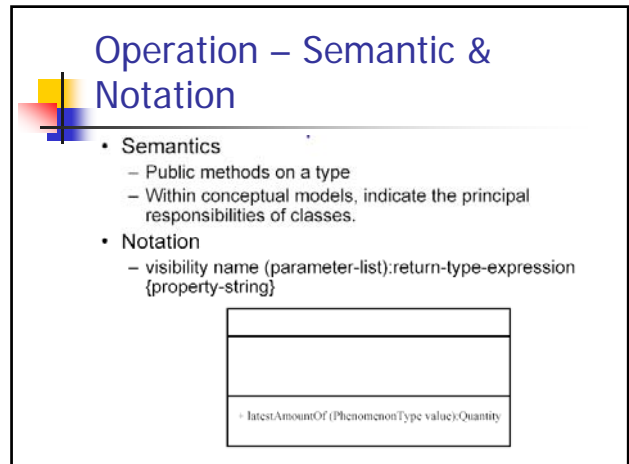 Operation – Semantic &
Notation
• Semantics
– Public methods on a type
– Within conceptual models, indicate the principal
responsibilities of classes.
• Notation
– visibility name (parameter-list):return-type-expression
{property-string}
+ latestAmountOf (PhenomenonType value):Quantity